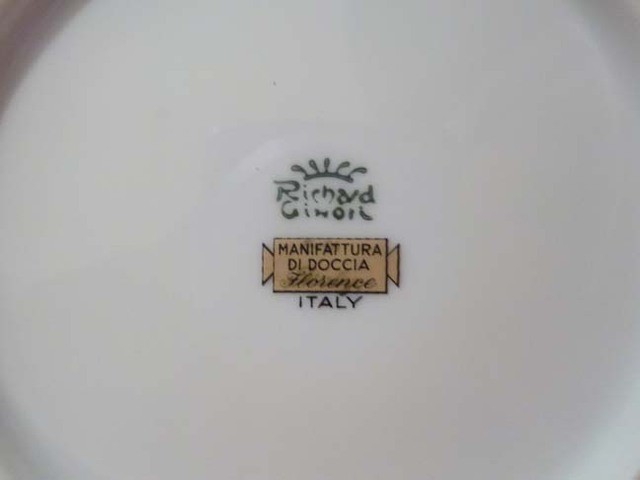 Richard
Ginori
MANIFATTURA
DI DOCCIA
Florence
ITALY